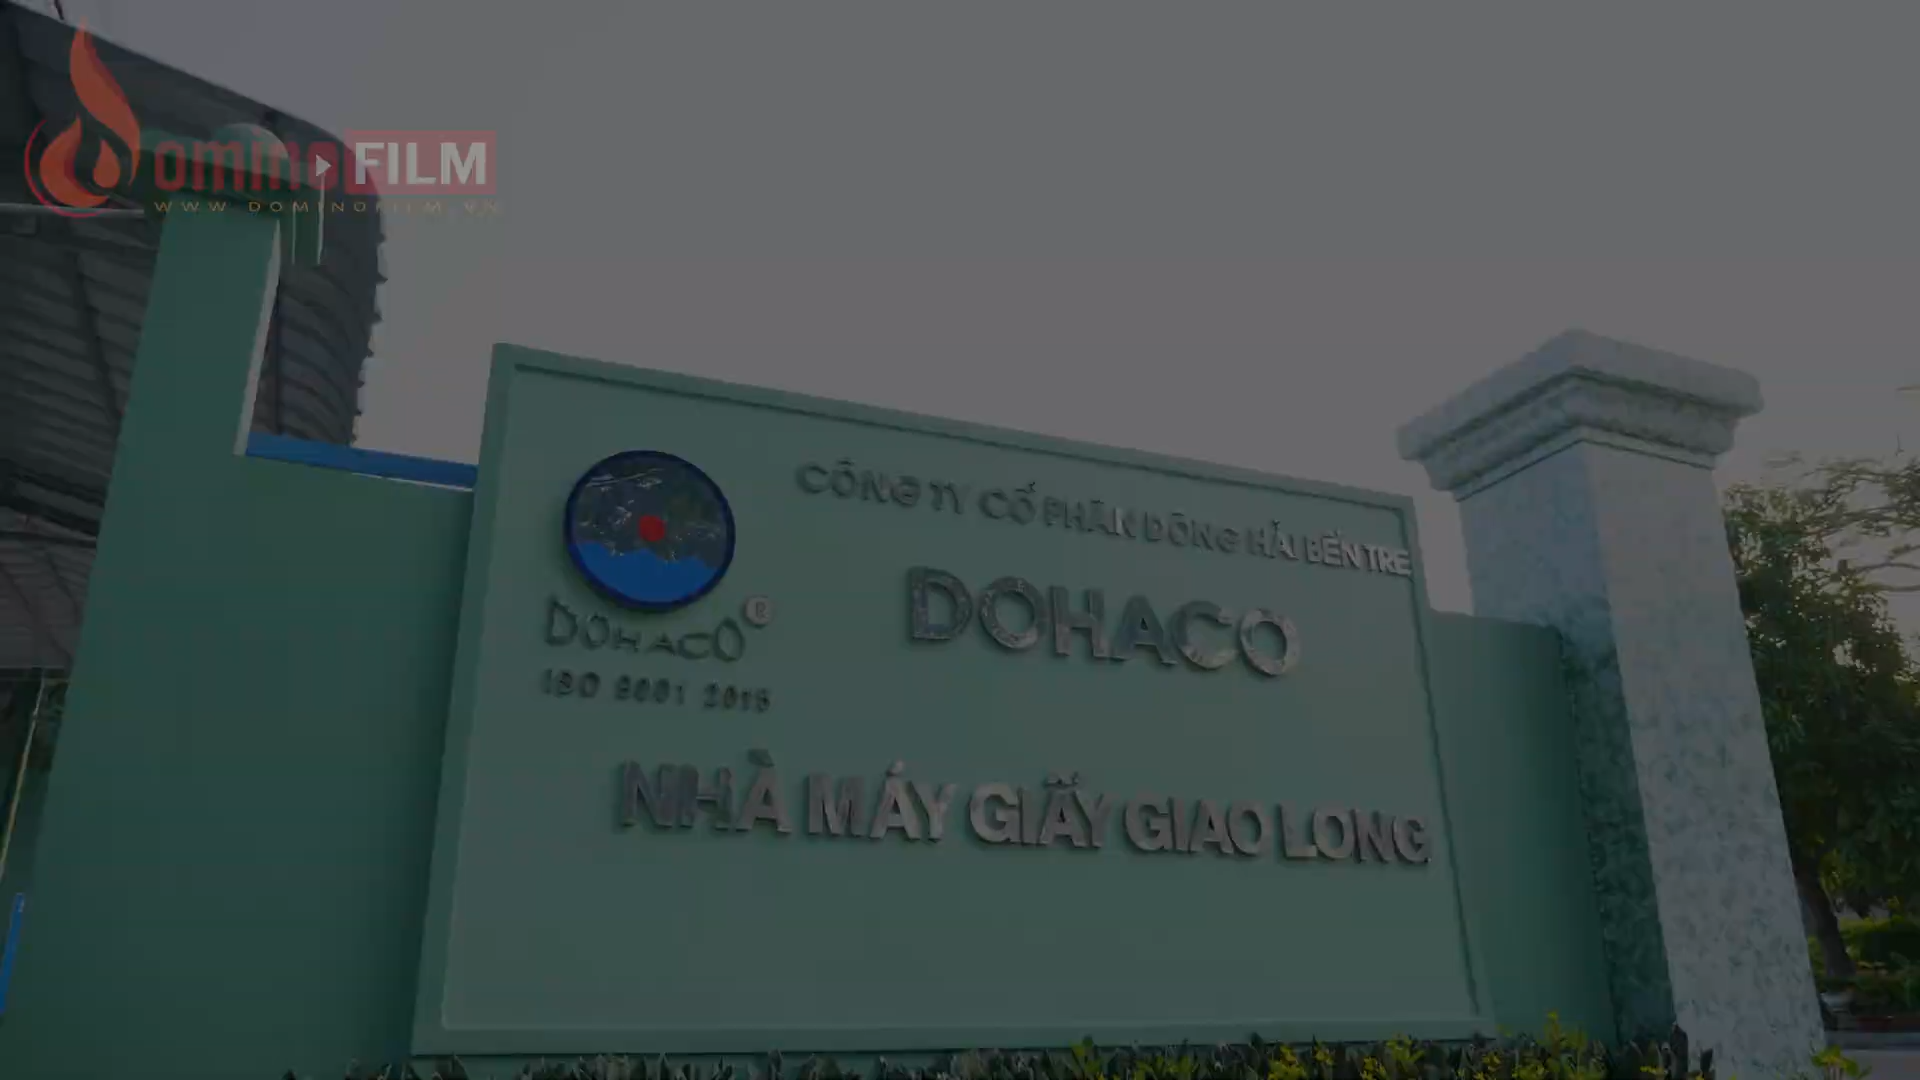 ominoFILM
WWW.DOMINOFILM.VN
CÔNG TY CỔ PHẦN ĐÔNG HẢI BẾN TRE
DOHACO
DOHACO ®
ISO 9001 2015
NHÀ MÁY GIẤY GIAO LONG